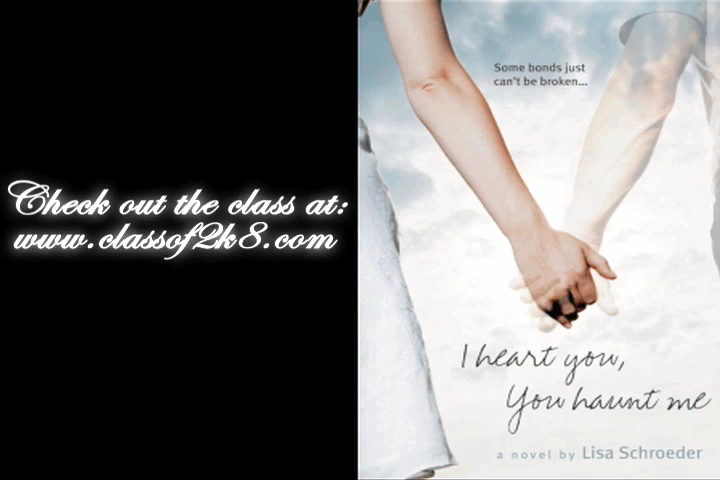 Check out the class at:
www.classof2k8.com
Some bonds just
can't be broken...
I heart you,
You haunt me
a novel by Lisa Schroeder